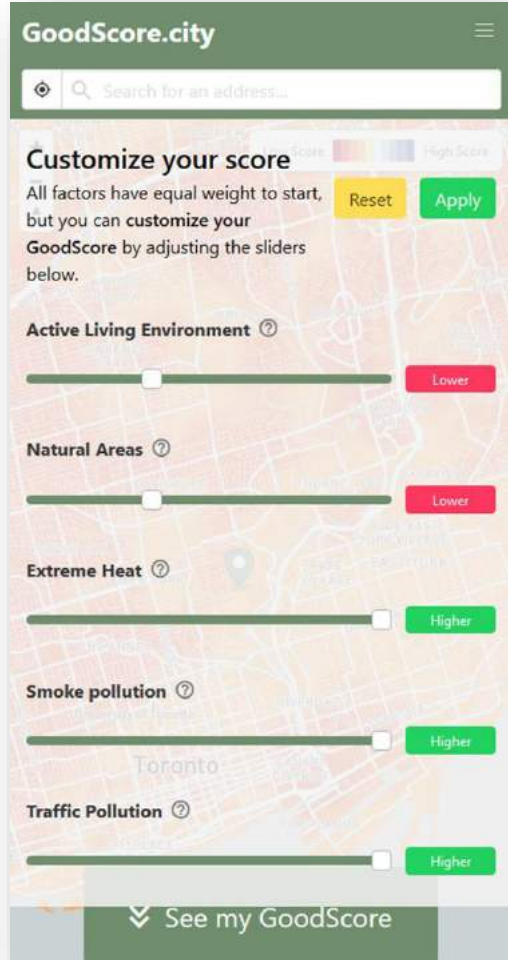 GoodScore.city
Search for an address...
Low Score
High Score
Customize your score
All factors have equal weight to start,
but you can customize your
GoodScore by adjusting the sliders
below.
Reset
Apply
Active Living Environment
Lower
Natural Areas
Lower
Extreme Heat
Higher
Smoke pollution
Higher
Toronto
Traffic Pollution
Higher
See my GoodScore